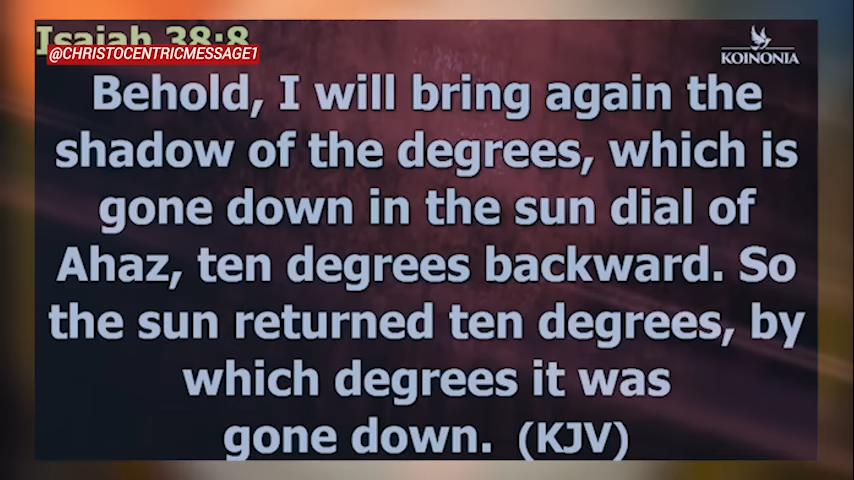 Isaiah 38:8
@CHRISTOCENTRICMESSAGE1
KOINONIA
Behold, I will bring again the
shadow of the degrees, which is
gone down in the sun dial of
Ahaz, ten degrees backward. So
the sun returned ten degrees, by
which degrees it was
gone down. (KJV)